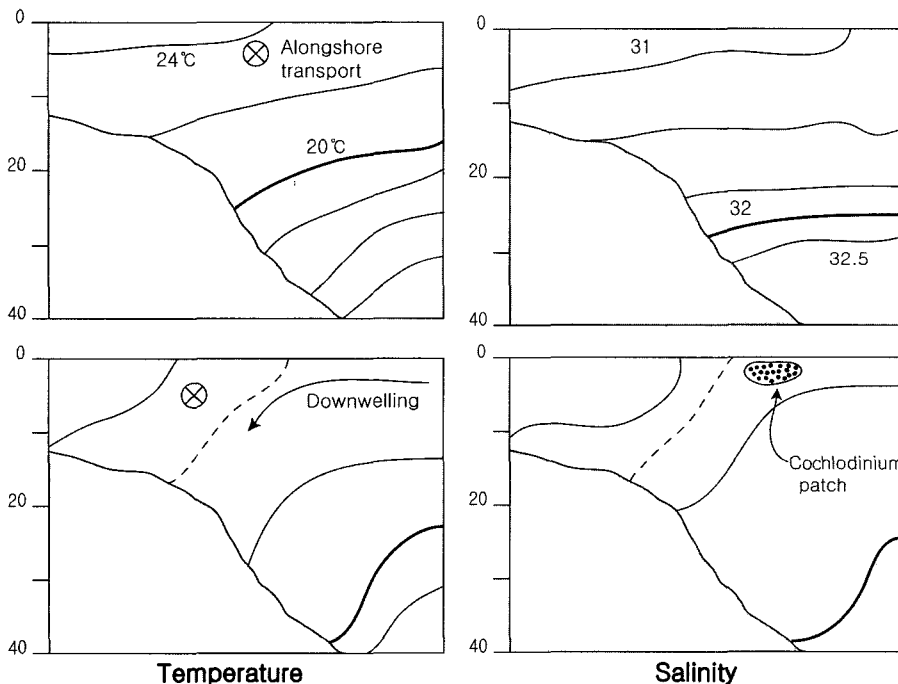 0
20
40
24℃
Alongshore
transport
20℃
0
20
40
31
32
32.5
0
20
40
Downwelling
Temperature
0
20
40
Cochlodinium
patch
Salinity